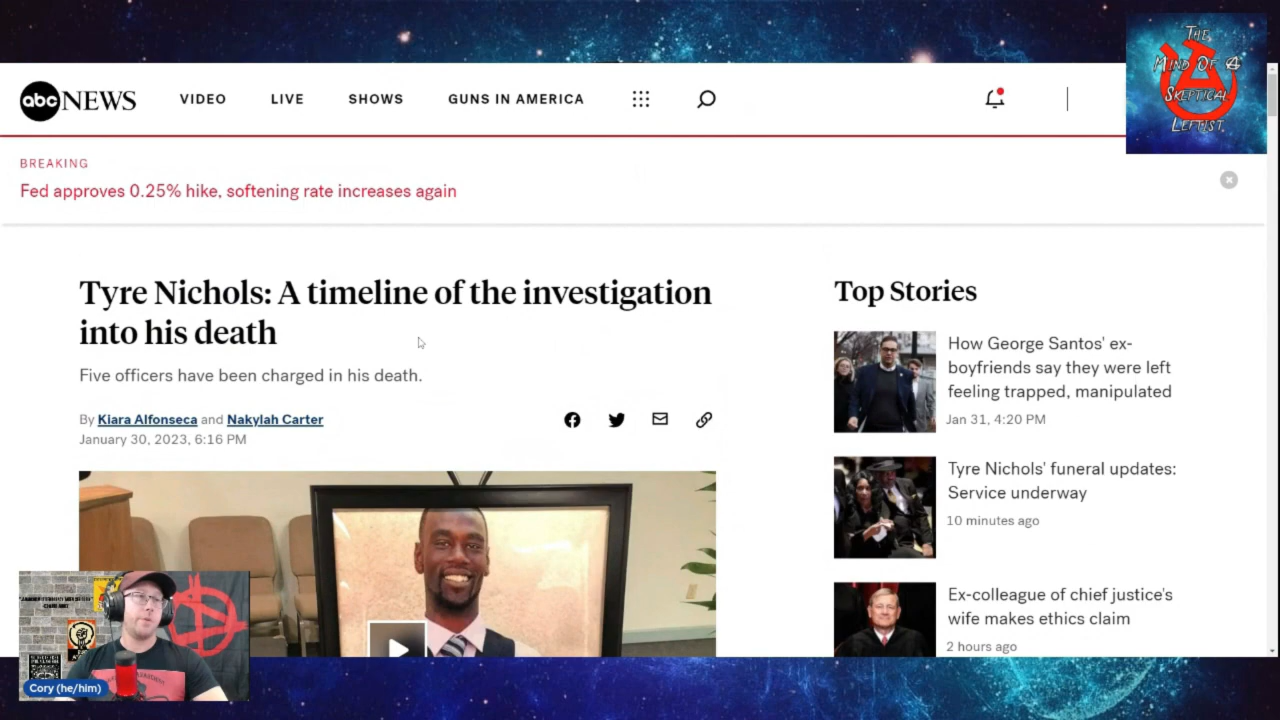 THE
MIND OF A
SKEPTICAL
LEFTIST
abc NEWS
VIDEO
LIVE
SHOWS
GUNS IN AMERICA
BREAKING
Fed approves 0.25% hike, softening rate increases again
Tyre Nichols: A timeline of the investigation
into his death
Five officers have been charged in his death.
By Kiara Alfonseca and Nakylah Carter
January 30, 2023, 6:16 PM
Top Stories
How George Santos' ex-
boyfriends say they were left
feeling trapped, manipulated
Jan 31, 4:20 PM
Tyre Nichols' funeral updates:
Service underway
10 minutes ago
Ex-colleague of chief justice's
wife makes ethics claim
2 hours ago
Cory (he/him)